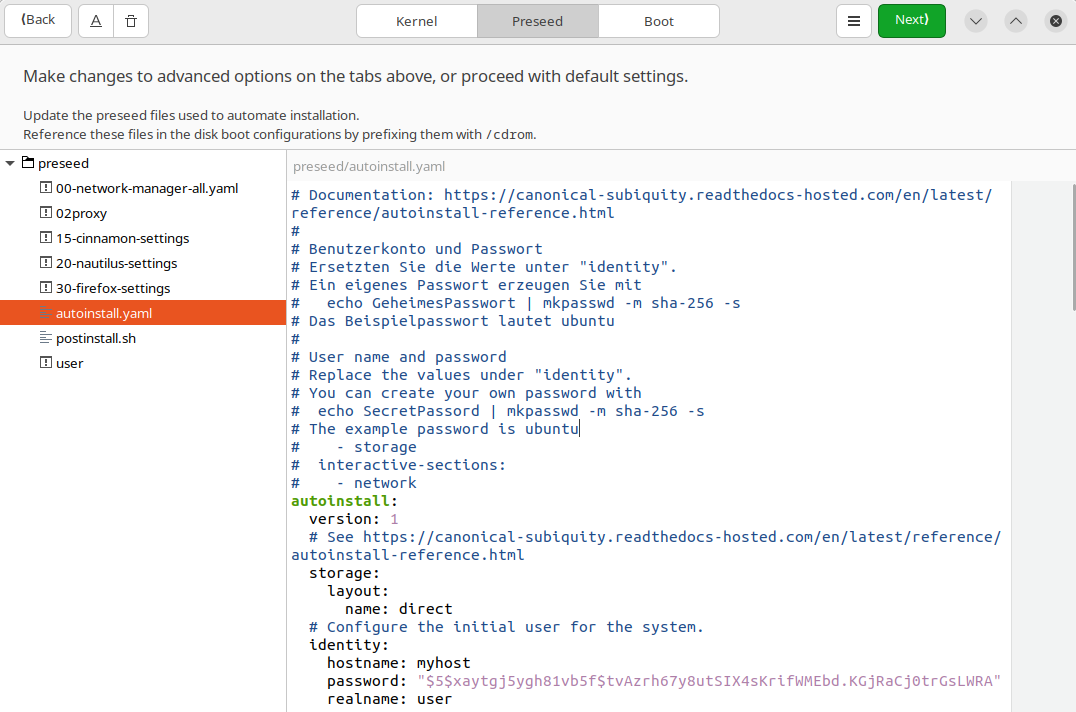 ⟨Back
A
Kernel
Preseed
Boot
Next⟩
Make changes to advanced options on the tabs above, or proceed with default settings.
Update the preseed files used to automate installation.
Reference these files in the disk boot configurations by prefixing them with /cdrom.
preseed
00-network-manager-all.yaml
02proxy
15-cinnamon-settings
20-nautilus-settings
30-firefox-settings
autoinstall.yaml
postinstall.sh
user
preseed/autoinstall.yaml
# Documentation: https://canonical-subiquity.readthedocs-hosted.com/en/latest/
reference/autoinstall-reference.html
#
# Benutzerkonto und Passwort
# Ersetzten Sie die Werte unter "identity".
# Ein eigenes Passwort erzeugen Sie mit
#   echo GeheimesPasswort | mkpasswd -m sha-256 -s
# Das Beispielpasswort lautet ubuntu
#
# User name and password
# Replace the values under "identity".
# You can create your own password with
#  echo SecretPassord | mkpasswd -m sha-256 -s
# The example password is ubuntu
#    - storage
#  interactive-sections:
#    - network
autoinstall:
  version: 1
  # See https://canonical-subiquity.readthedocs-hosted.com/en/latest/reference/
autoinstall-reference.html
  storage:
    layout:
      name: direct
  # Configure the initial user for the system.
  identity:
    hostname: myhost
    password: "$5$xaytgj5ygh81vb5f$tvAzrh67y8utSIX4sKrifWMEbd.KGjRaCj0trGsLWRA"
    realname: user